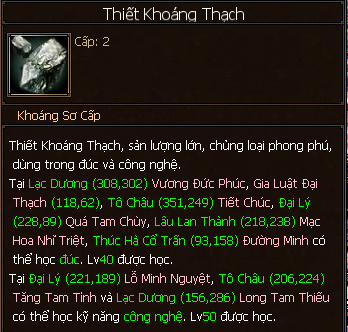 Thiết Khoáng Thạch
Cấp: 2
Khoáng Sơ Cấp
Thiết Khoáng Thạch, sản lượng lớn, chủng loại phong phú,
dùng trong đúc và công nghệ.
Tại Lạc Dương (308,302) Vương Đức Phúc, Gia Luật Đại
Thạch (118,62), Tô Châu (351,249) Tiết Chúc, Đại Lý
(228,89) Quá Tam Chùy, Lâu Lan Thành (218,238) Mạc
Hoa Nhỉ Triệt, Thúc Hà Cổ Trấn (93,158) Đường Minh có
thể học đúc. Lv40 được học.
Tại Đại Lý (221,189) Lỗ Minh Nguyệt, Tô Châu (206,224)
Tăng Tam Tình và Lạc Dương (156,286) Long Tam Thiếu
có thể học kỹ năng công nghệ. Lv50 được học.